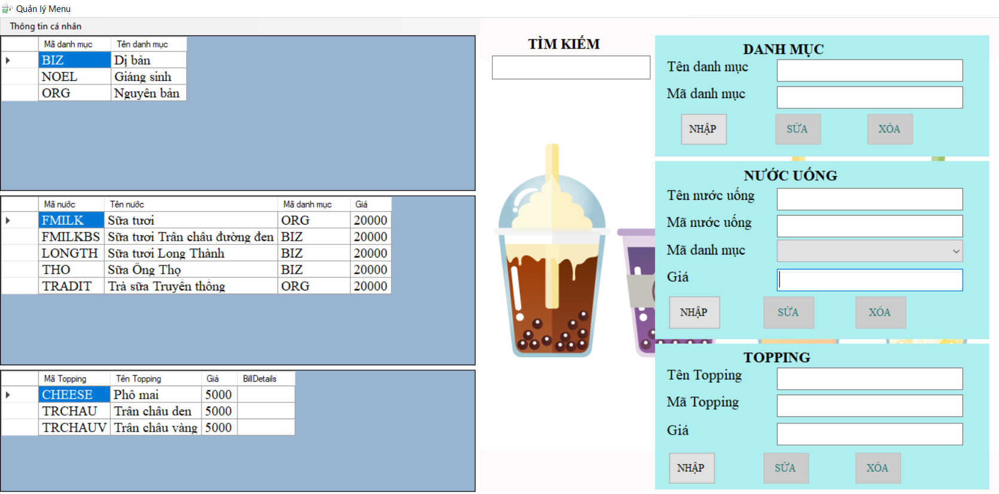 Quản lý Menu
Thông tin cá nhân
Mã danh mục Tên danh mục
BIZ Dị bản
NOEL Giáng sinh
ORG Nguyên bản
Mã nước Tên nước Mã danh mục Giá
FMILK Sữa tươi ORG 20000
FMILKBS Sữa tươi Trân châu đường đen BIZ 20000
LONGTH Sữa tươi Long Thành BIZ 20000
THO Sữa Ông Thọ BIZ 20000
TRADIT Trà sữa Truyền thống ORG 20000
Mã Topping Tên Topping Giá BillDetails
CHEESE Phô mai 5000
TRCHAU Trân châu đen 5000
TRCHAUV Trân châu vàng 5000
TÌM KIẾM
DANH MỤC
Tên danh mục
Mã danh mục
NHẬP SỬA XÓA
NƯỚC UỐNG
Tên nước uống
Mã nước uống
Mã danh mục
Giá
NHẬP SỬA XÓA
TOPPING
Tên Topping
Mã Topping
Giá
NHẬP SỬA XÓA